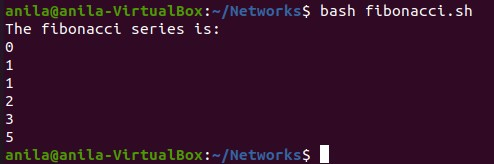 anila@anila-VirtualBox:~/Networks$ bash fibonacci.sh
The fibonacci series is:
0
1
1
2
3
5
anila@anila-VirtualBox:~/Networks$